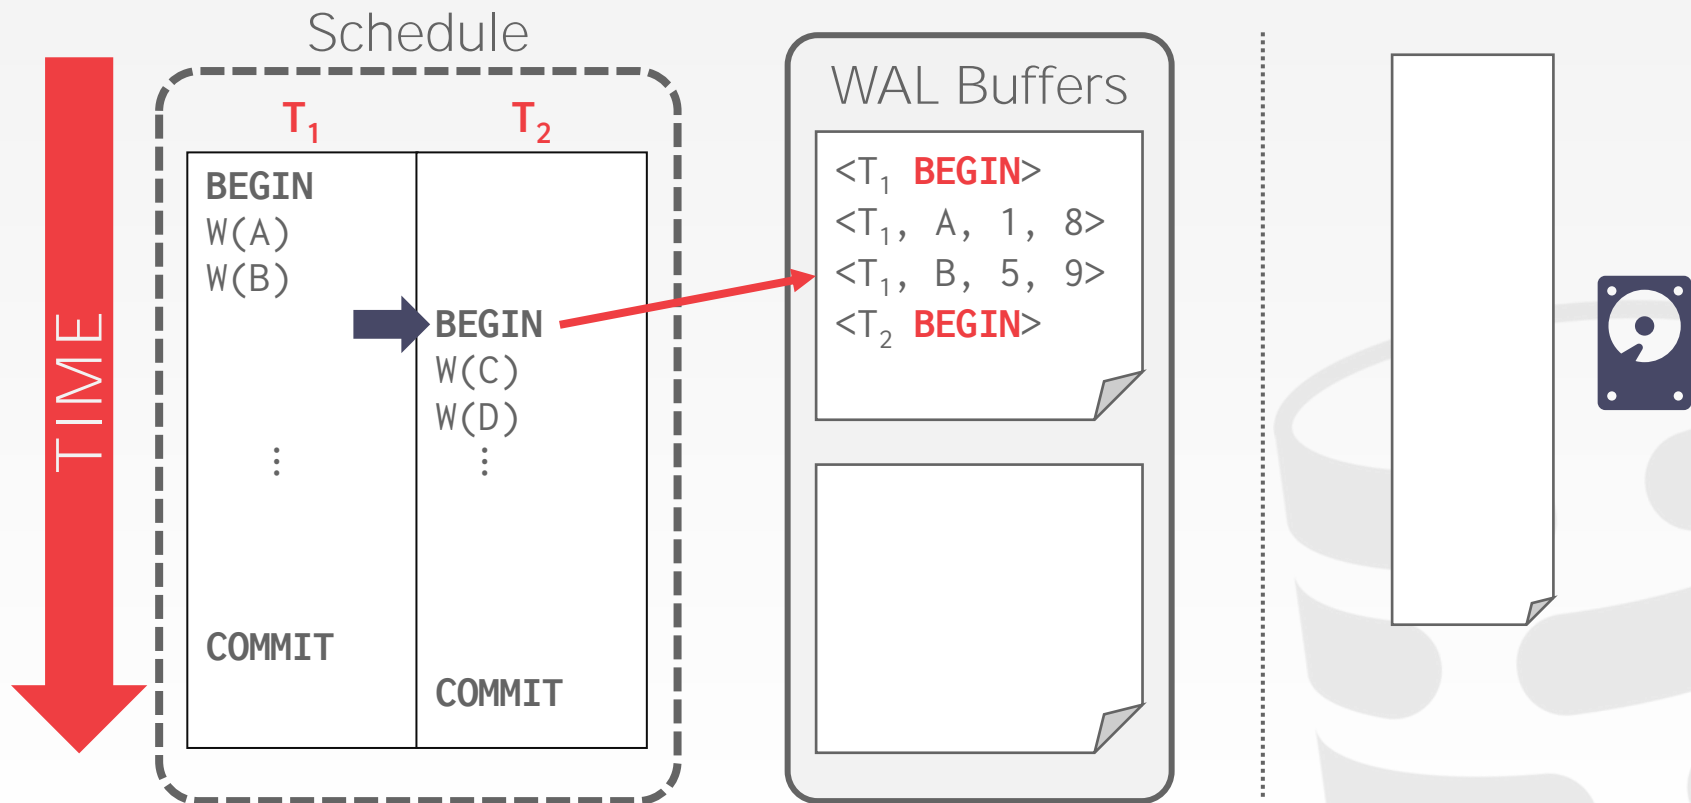 Schedule
TIME
T₁ T₂
BEGIN
W(A)
W(B)
BEGIN
W(C)
W(D)
⋮ ⋮
COMMIT
COMMIT
WAL Buffers
<T₁ BEGIN>
<T₁, A, 1, 8>
<T₁, B, 5, 9>
<T₂ BEGIN>